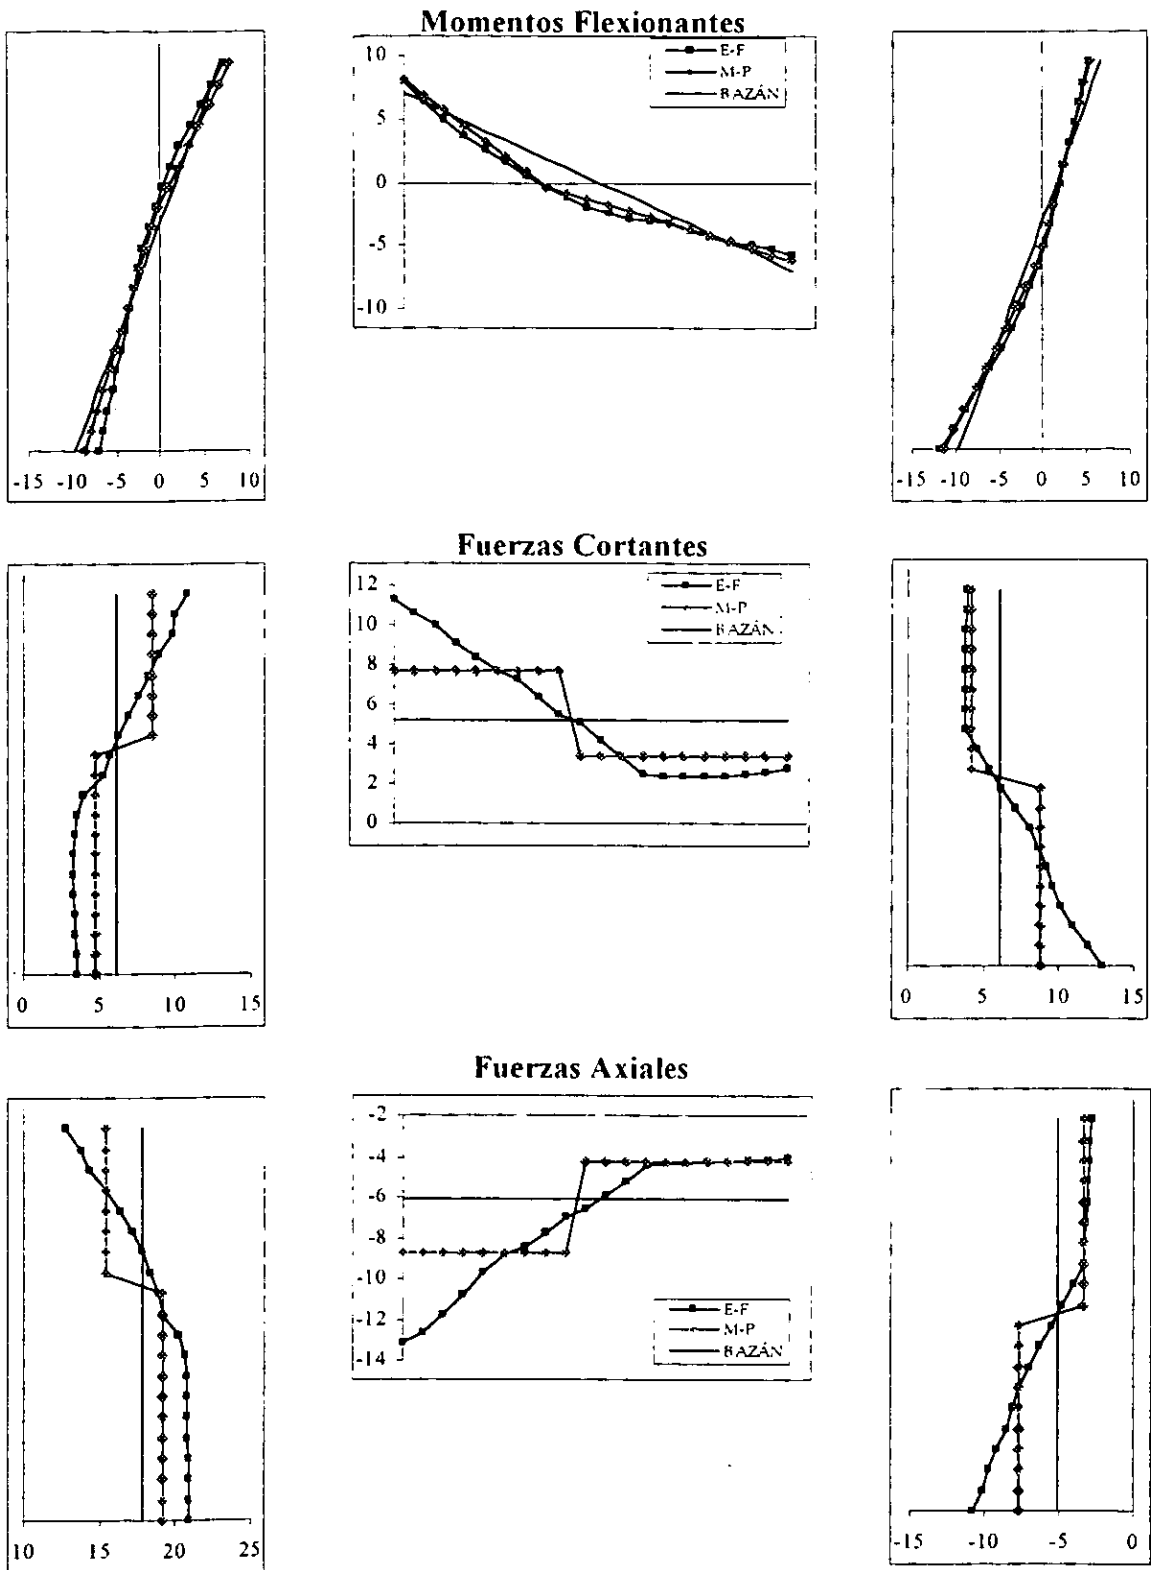 Momentos Flexionantes
10
5
0
-5
-10
E-F
M-P
BAZÁN
-15 -10 -5 0 5 10
-15 -10 -5 0 5 10
Fuerzas Cortantes
12
10
8
6
4
2
0
E-F
M-P
BAZÁN
0 5 10 15
0 5 10 15
Fuerzas Axiales
-2
-4
-6
-8
-10
-12
-14
E-F
M-P
BAZÁN
10 15 20 25
-15 -10 -5 0